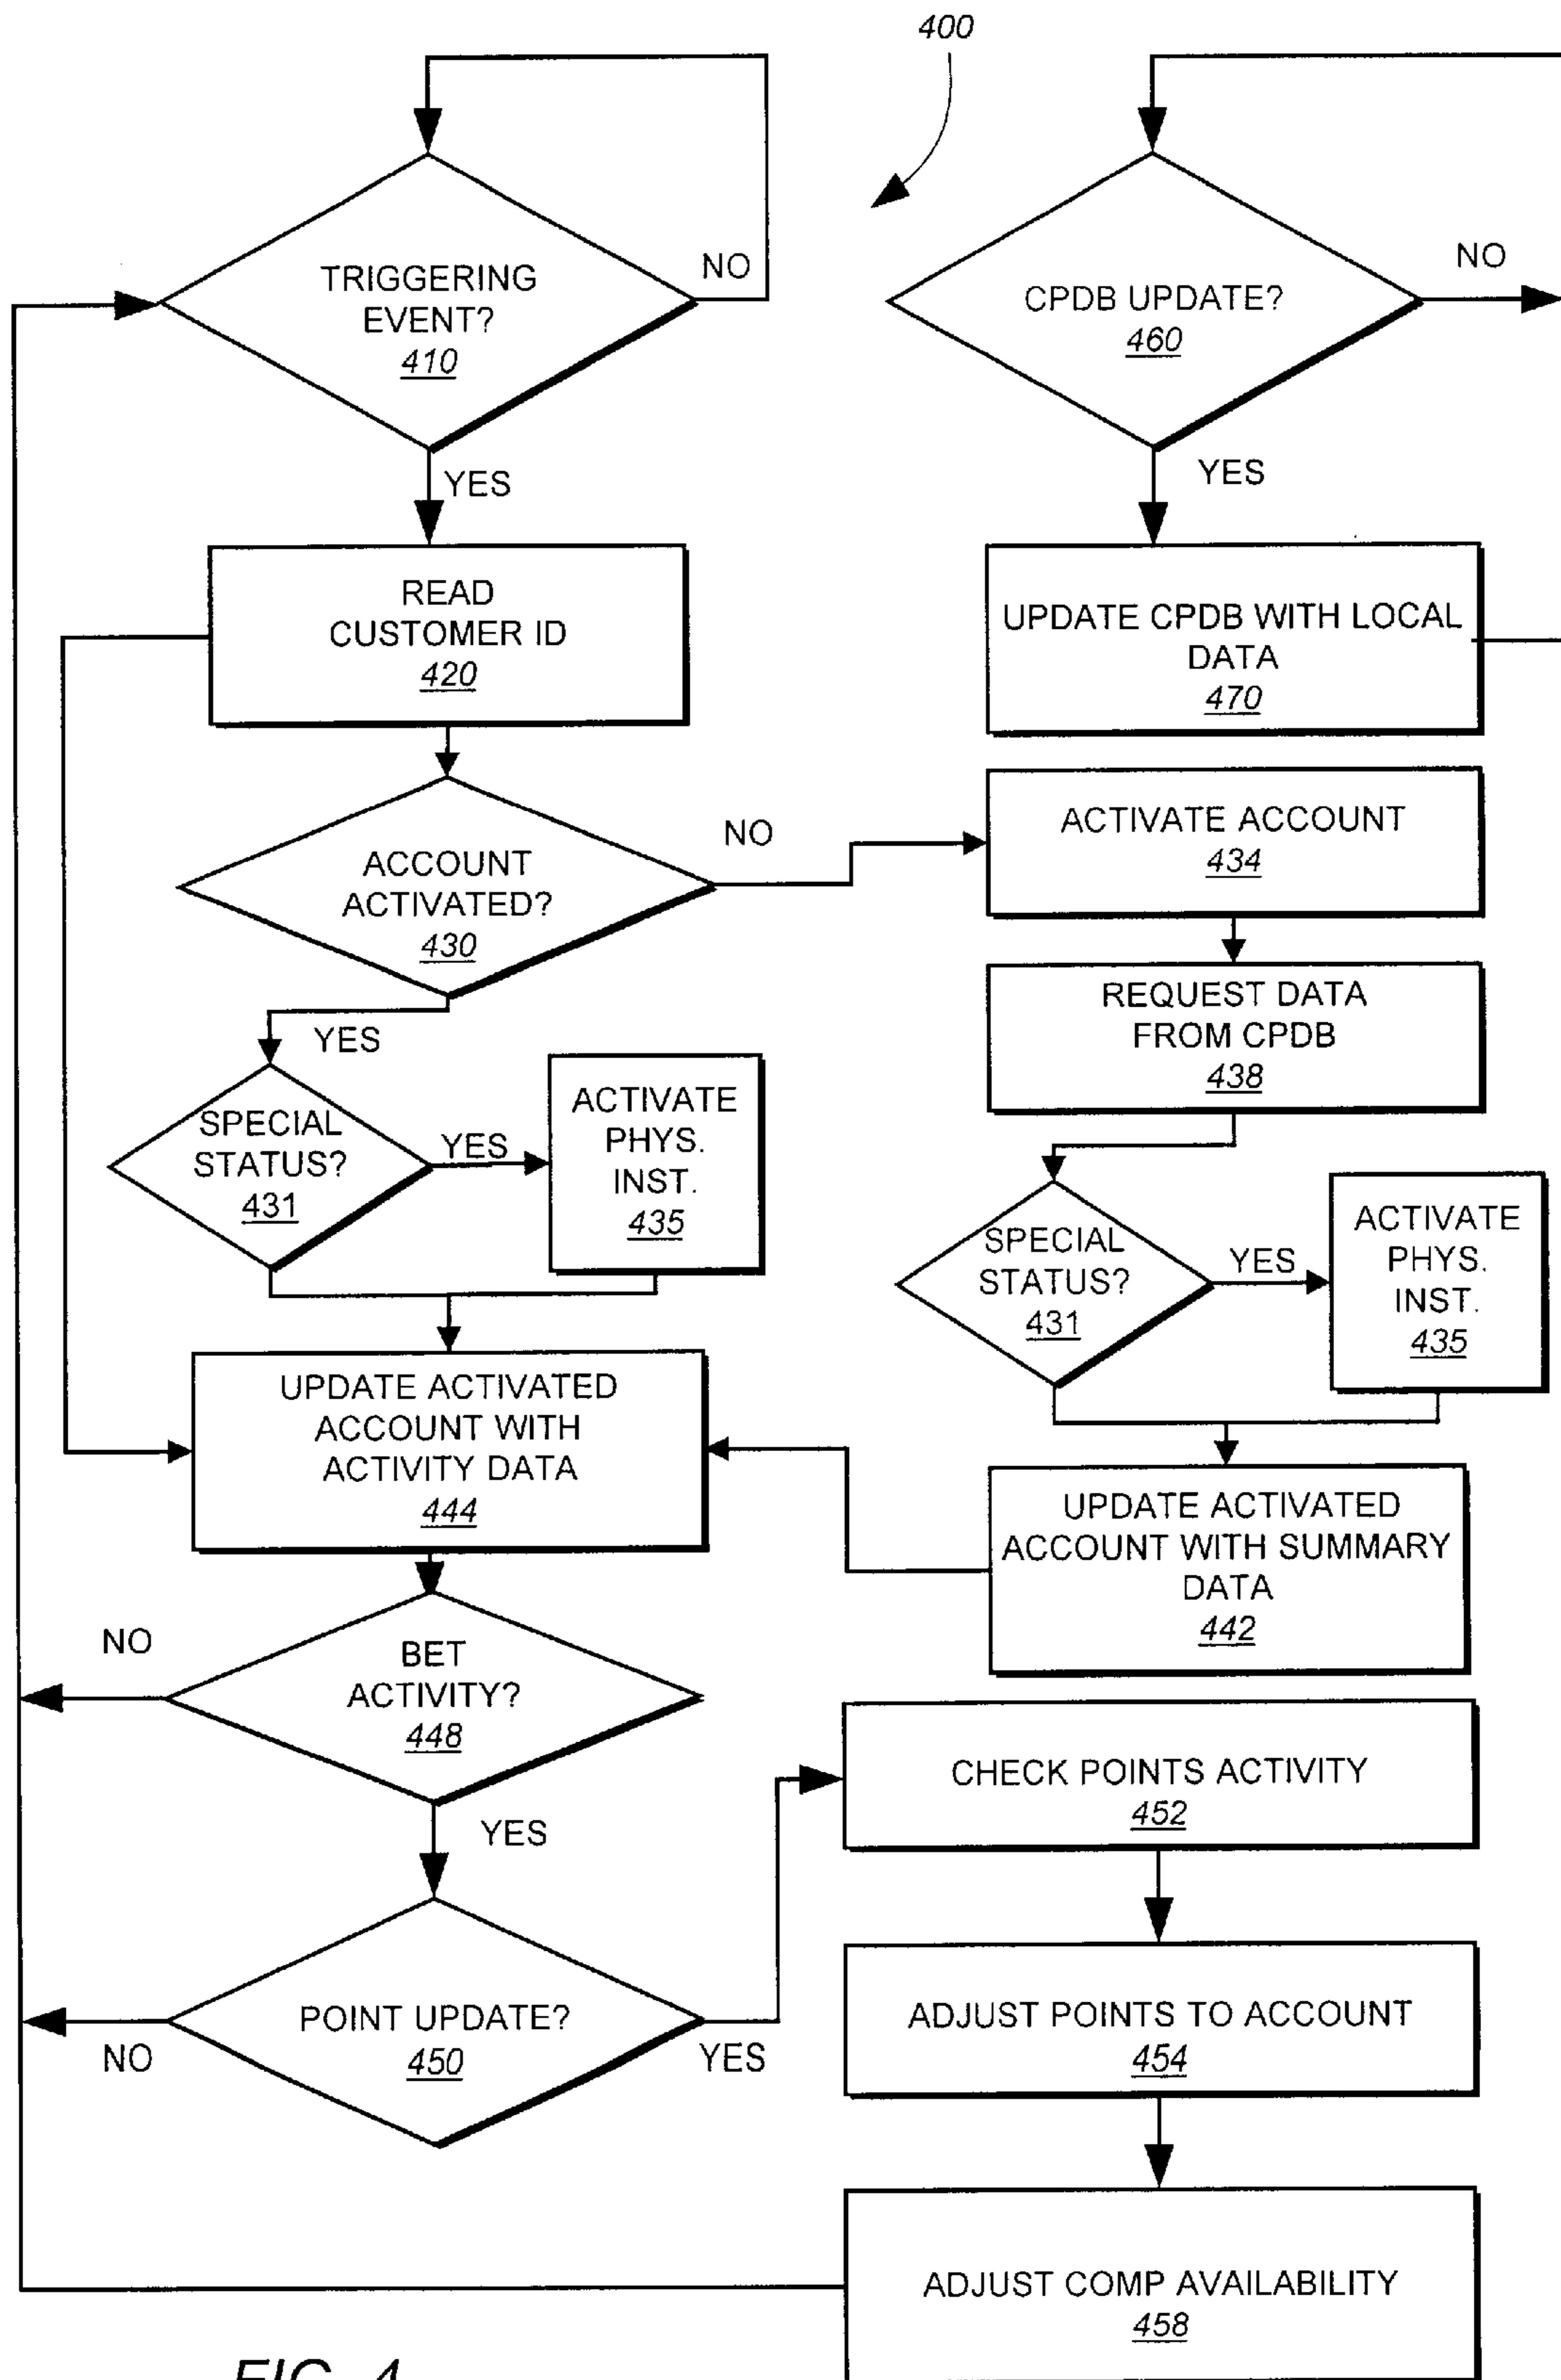 400
TRIGGERING
EVENT?
410
NO
YES
CPDB UPDATE?
460
NO
YES
READ
CUSTOMER ID
420
UPDATE CPDB WITH LOCAL
DATA
470
ACCOUNT
ACTIVATED?
430
NO
YES
ACTIVATE ACCOUNT
434
REQUEST DATA
FROM CPDB
438
SPECIAL
STATUS?
431
YES
ACTIVATE
PHYS.
INST.
435
SPECIAL
STATUS?
431
YES
ACTIVATE
PHYS.
INST.
435
UPDATE ACTIVATED
ACCOUNT WITH
ACTIVITY DATA
444
UPDATE ACTIVATED
ACCOUNT WITH SUMMARY
DATA
442
NO
BET
ACTIVITY?
448
YES
CHECK POINTS ACTIVITY
452
POINT UPDATE?
450
NO
YES
ADJUST POINTS TO ACCOUNT
454
ADJUST COMP AVAILABILITY
458
FIG. 4